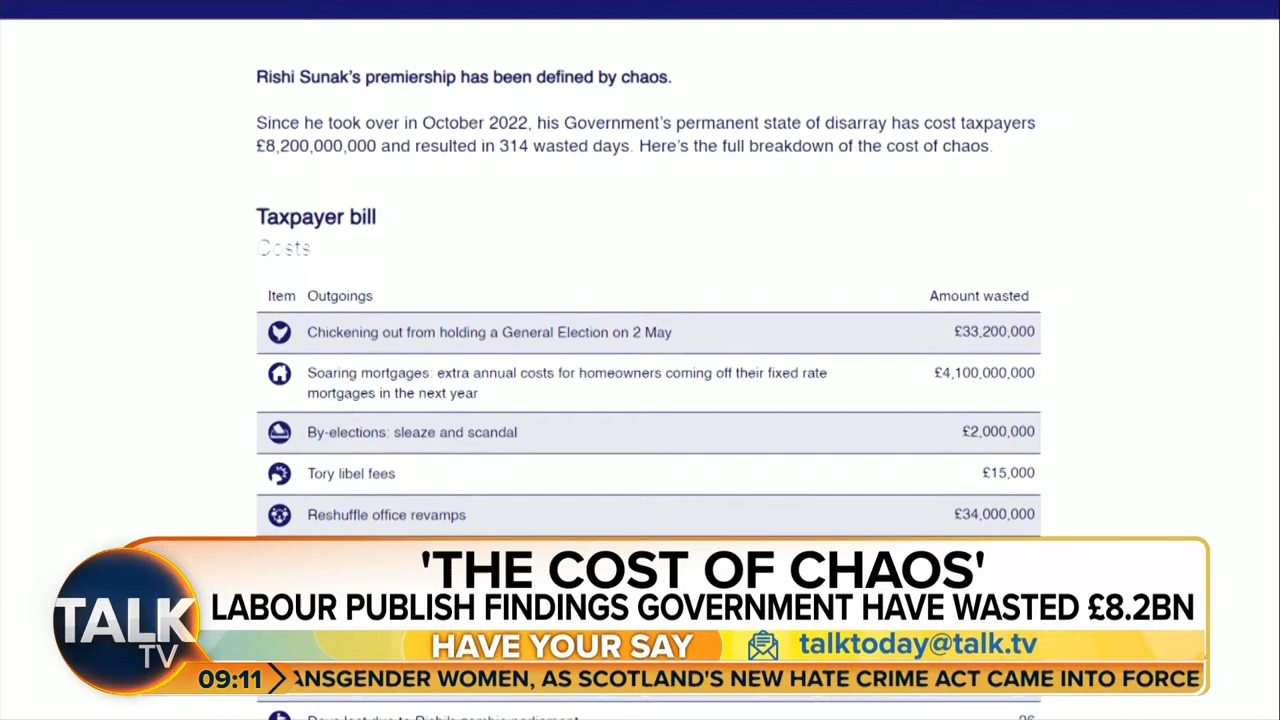 Rishi Sunak's premiership has been defined by chaos.
Since he took over in October 2022, his Government's permanent state of disarray has cost taxpayers
£8,200,000,000 and resulted in 314 wasted days. Here's the full breakdown of the cost of chaos.
Taxpayer bill
Costs
Item Outgoings Amount wasted
Chickening out from holding a General Election on 2 May £33,200,000
Soaring mortgages: extra annual costs for homeowners coming off their fixed rate £4,100,000,000
mortgages in the next year
By-elections: sleaze and scandal £2,000,000
Tory libel fees £15,000
Reshuffle office revamps £34,000,000
'THE COST OF CHAOS'
LABOUR PUBLISH FINDINGS GOVERNMENT HAVE WASTED £8.2BN
TALK TV
HAVE YOUR SAY talktoday@talk.tv
09:11 ANSGENDER WOMEN, AS SCOTLAND'S NEW HATE CRIME ACT CAME INTO FORCE